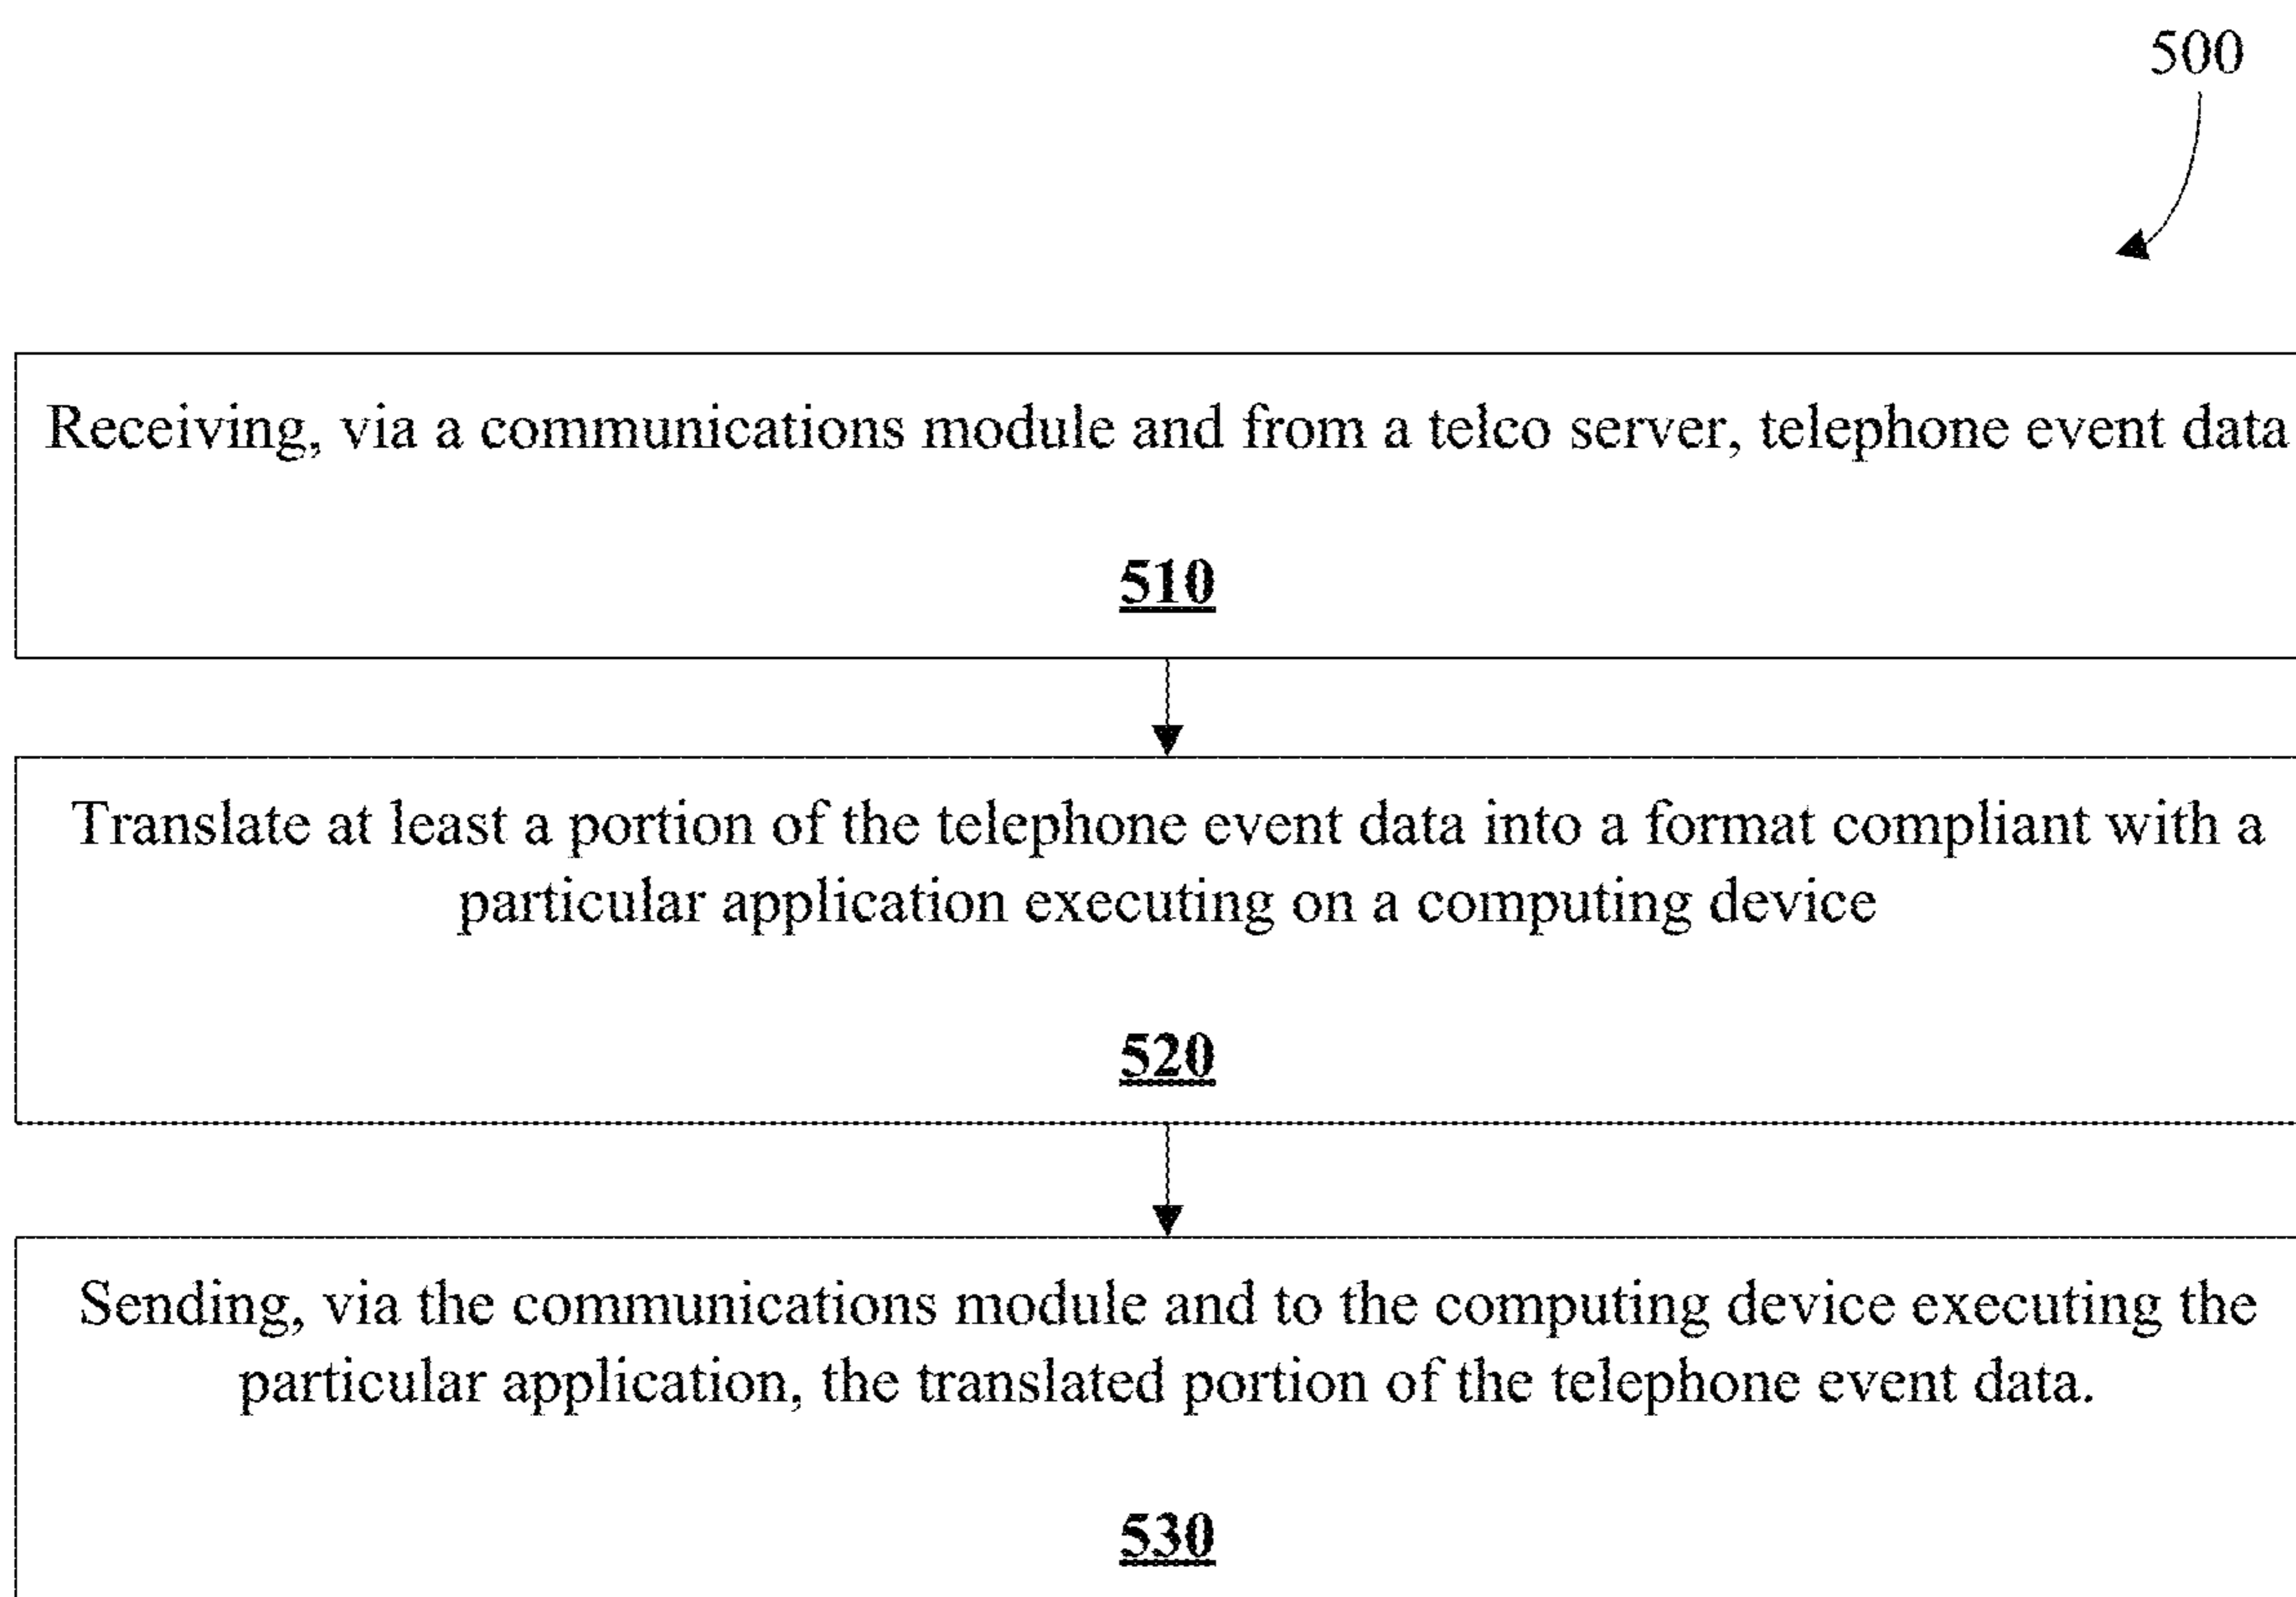 500
Receiving, via a communications module and from a telco server, telephone event data
510
Translate at least a portion of the telephone event data into a format compliant with a
particular application executing on a computing device
520
Sending, via the communications module and to the computing device executing the
particular application, the translated portion of the telephone event data.
530